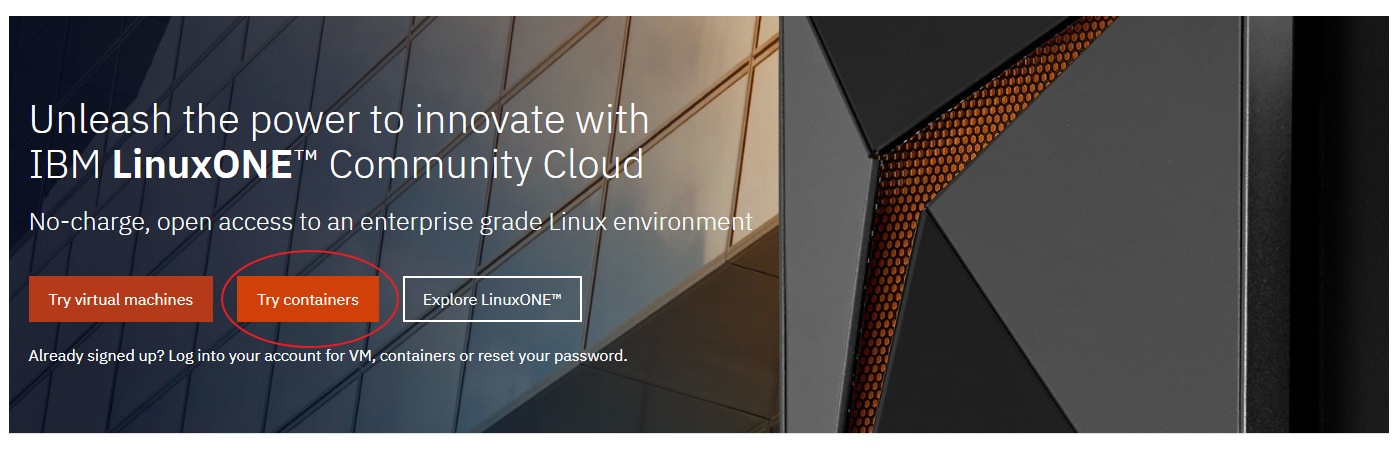 Unleash the power to innovate with
IBM LinuxONE™ Community Cloud
No-charge, open access to an enterprise grade Linux environment
Try virtual machines
Try containers
Explore LinuxONE™
Already signed up? Log into your account for VM, containers or reset your password.